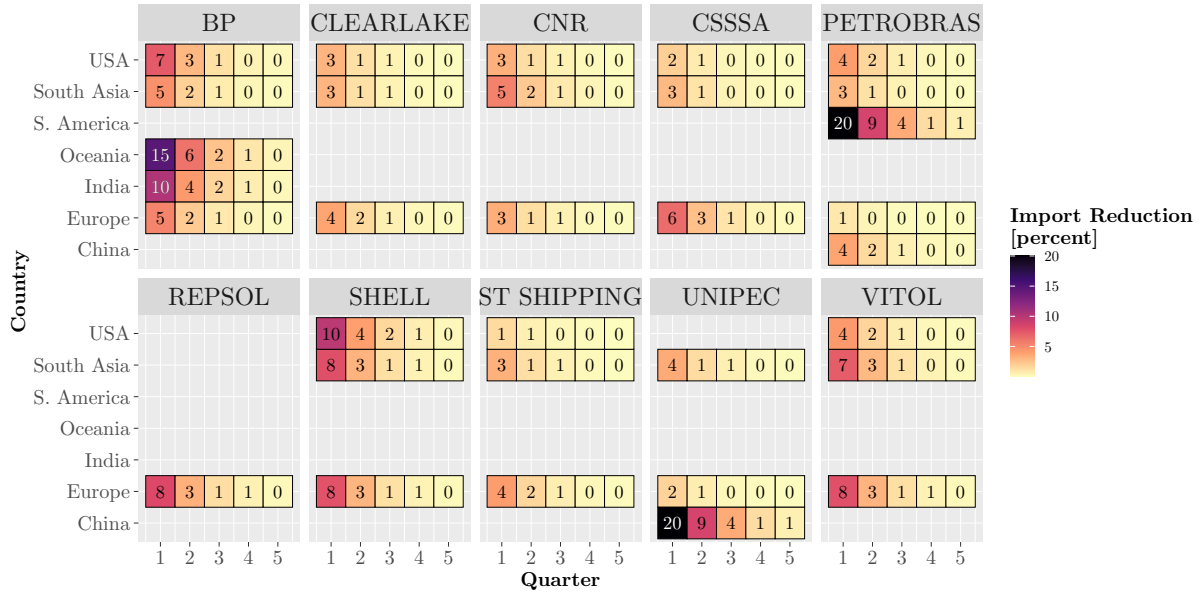 BP CLEARLAKE CNR CSSSA PETROBRAS
USA 7 3 1 0 0 3 1 1 0 0 3 1 1 0 0 2 1 0 0 0 4 2 1 0 0
South Asia 5 2 1 0 0 3 1 1 0 0 5 2 1 0 0 3 1 0 0 0 3 1 0 0 0
S. America 20 9 4 1 1
Oceania 15 6 2 1 0
India 10 4 2 1 0
Europe 5 2 1 0 0 4 2 1 0 0 3 1 1 0 0 6 3 1 0 0 1 0 0 0 0
China 4 2 1 0 0
REPSOL SHELL ST SHIPPING UNIPEC VITOL
USA 10 4 2 1 0 1 1 0 0 0 4 2 1 0 0
South Asia 8 3 1 1 0 3 1 1 0 0 4 1 1 0 0 7 3 1 0 0
S. America
Oceania
India
Europe 8 3 1 1 0 8 3 1 1 0 4 2 1 0 0 2 1 0 0 0 8 3 1 1 0
China 20 9 4 1 1
1 2 3 4 5 1 2 3 4 5 1 2 3 4 5 1 2 3 4 5 1 2 3 4 5
Quarter
Country
Import Reduction
[percent]
20
15
10
5